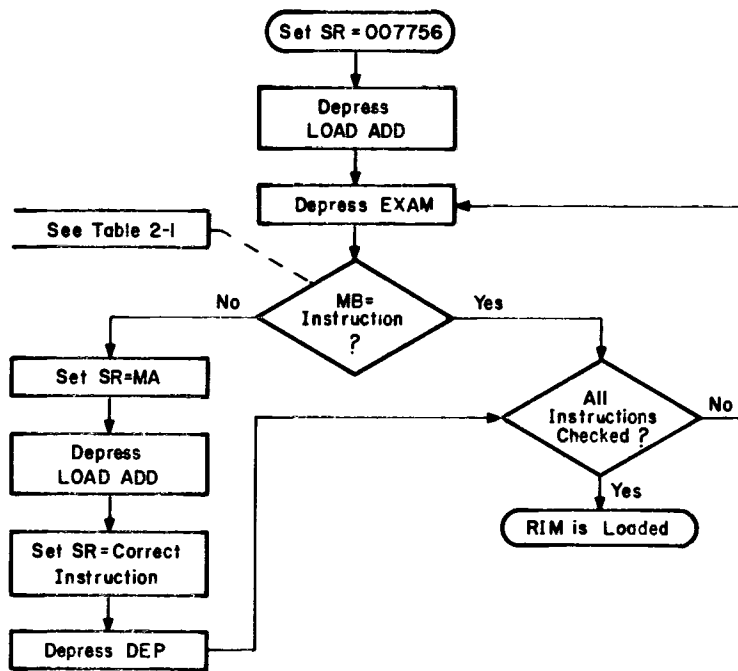 Set SR=007756
Depress
LOAD ADD
Depress EXAM
See Table 2-1
No
MB=
Instruction
?
Yes
Set SR=MA
All
Instructions
Checked ?
No
Depress
LOAD ADD
Yes
RIM is Loaded
Set SR=Correct
Instruction
Depress DEP